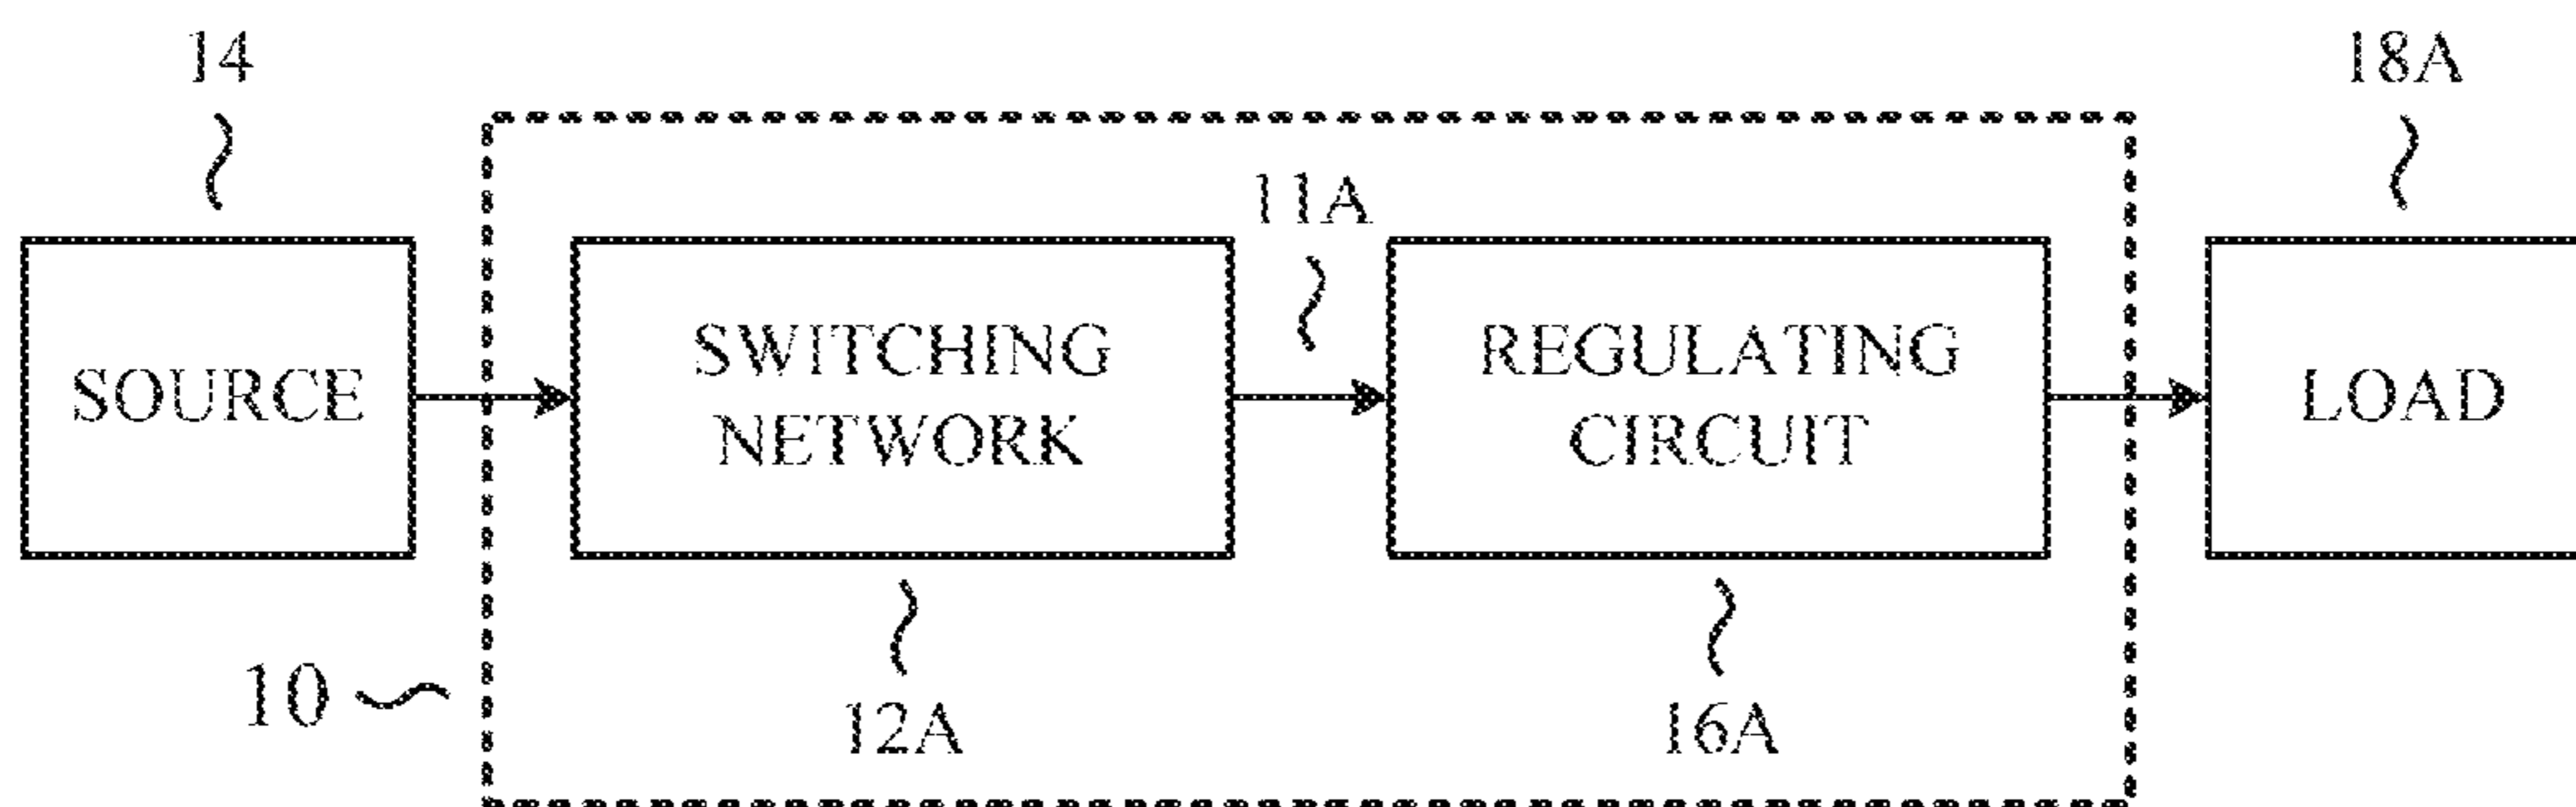 14
18A
11A
SOURCE
SWITCHING
NETWORK
REGULATING
CIRCUIT
LOAD
10
12A
16A